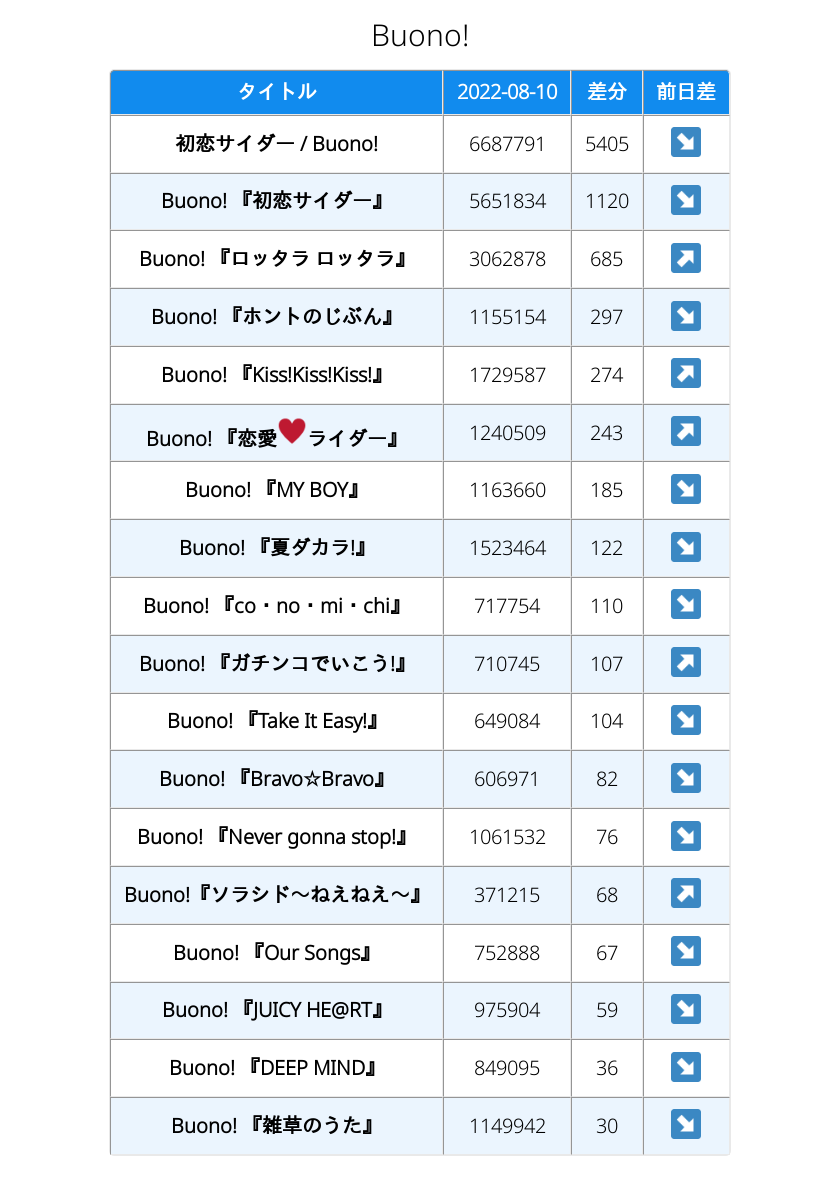 Buono!
タイトル 2022-08-10 差分 前日差
初恋サイダー / Buono! 6687791 5405 ↘
Buono! 『初恋サイダー』 5651834 1120 ↘
Buono! 『ロッタラ ロッタラ』 3062878 685 ↗
Buono! 『ホントのじぶん』 1155154 297 ↘
Buono! 『Kiss!Kiss!Kiss!』 1729587 274 ↗
Buono! 『恋愛♥ライダー』 1240509 243 ↗
Buono! 『MY BOY』 1163660 185 ↘
Buono! 『夏ダカラ!』 1523464 122 ↘
Buono! 『co・no・mi・chi』 717754 110 ↘
Buono! 『ガチンコでいこう!』 710745 107 ↗
Buono! 『Take It Easy!』 649084 104 ↘
Buono! 『Bravo☆Bravo』 606971 82 ↘
Buono! 『Never gonna stop!』 1061532 76 ↘
Buono!『ソラシド〜ねえねえ〜』 371215 68 ↗
Buono! 『Our Songs』 752888 67 ↘
Buono! 『JUICY HE@RT』 975904 59 ↘
Buono! 『DEEP MIND』 849095 36 ↘
Buono! 『雑草のうた』 1149942 30 ↘